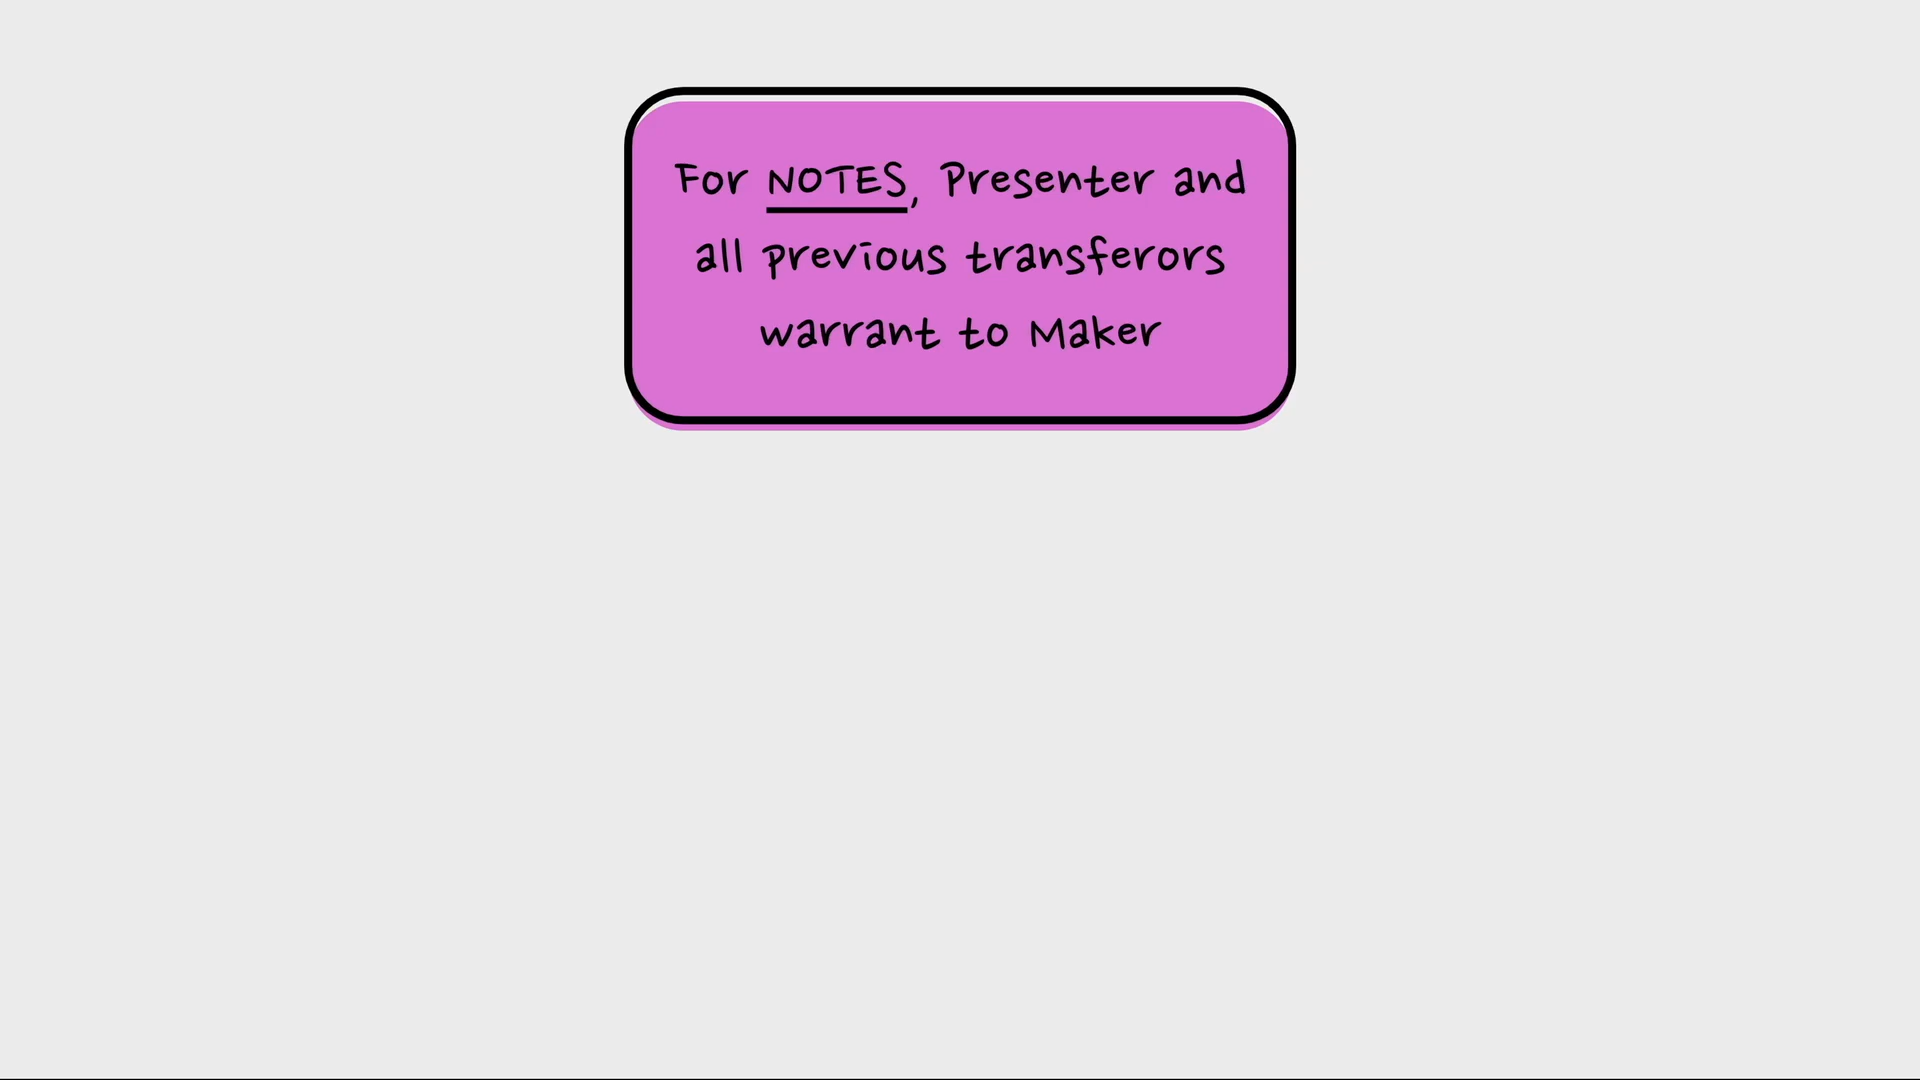 For NOTES, Presenter and
all previous transferors
warrant to Maker